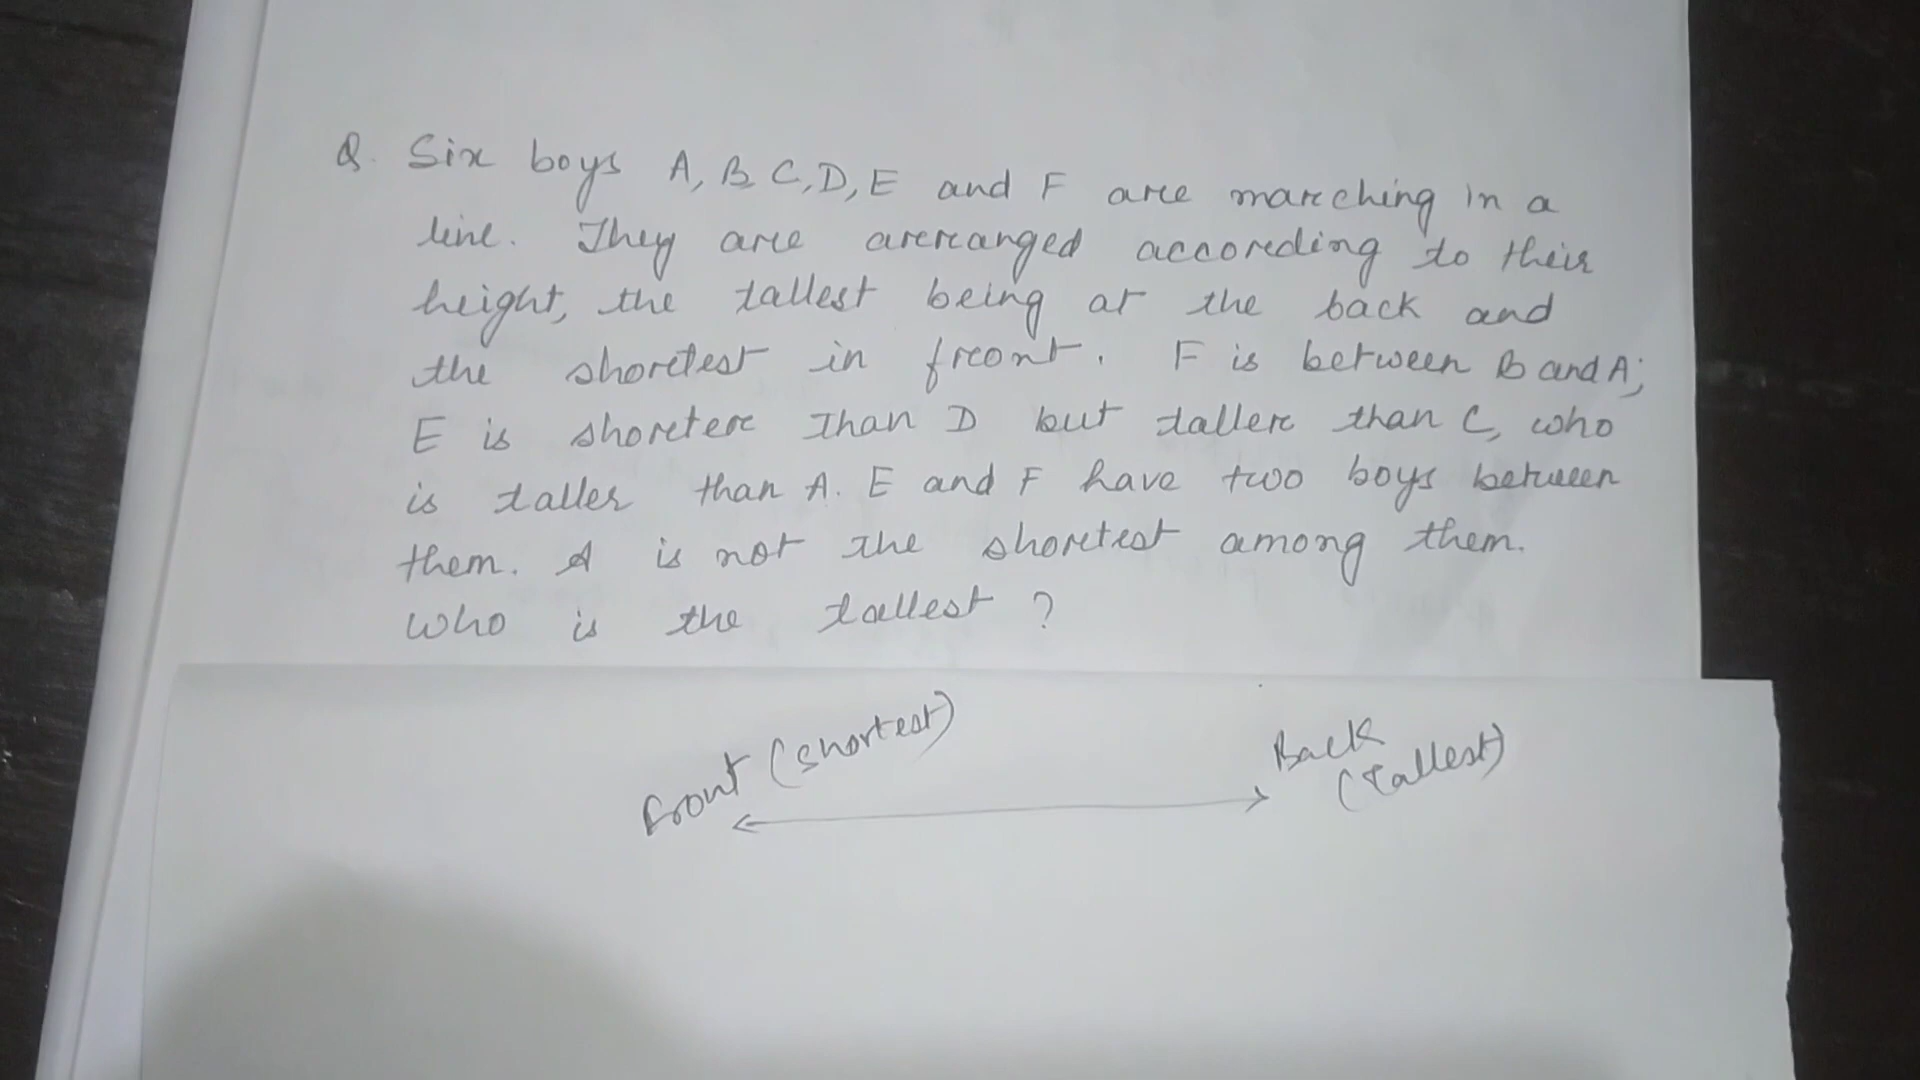 Q. Six boys A, B, C, D, E and F are marching in a
line. They are arranged according to their
height, the tallest being at the back and
the shortest in front. F is between B and A;
E is shorter than D but taller than C, who
is taller than A. E and F have two boys between
them. A is not the shortest among them.
Who is the tallest ?
Front (shortest)
Back
(Tallest)